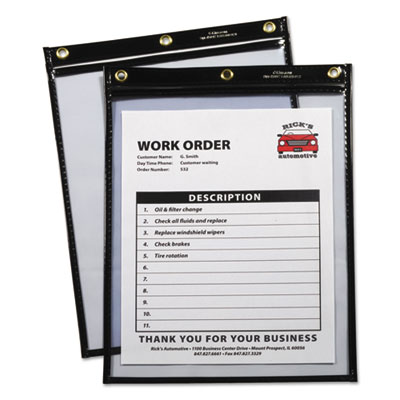 RICK'S
automotive
WORK ORDER
Customer Name: G. Smith
Day Time Phone: Customer waiting
Order Number: 532
DESCRIPTION
1. Oil & filter change
2. Check all fluids and replace
3. Replace windshield wipers
4. Check brakes
5. Tire rotation
6.
7.
8.
9.
10.
11.
THANK YOU FOR YOUR BUSINESS
Rick's Automotive • 1100 Business Center Drive • Mount Prospect, IL 60056
847.827.6661 • Fax 847.827.3329